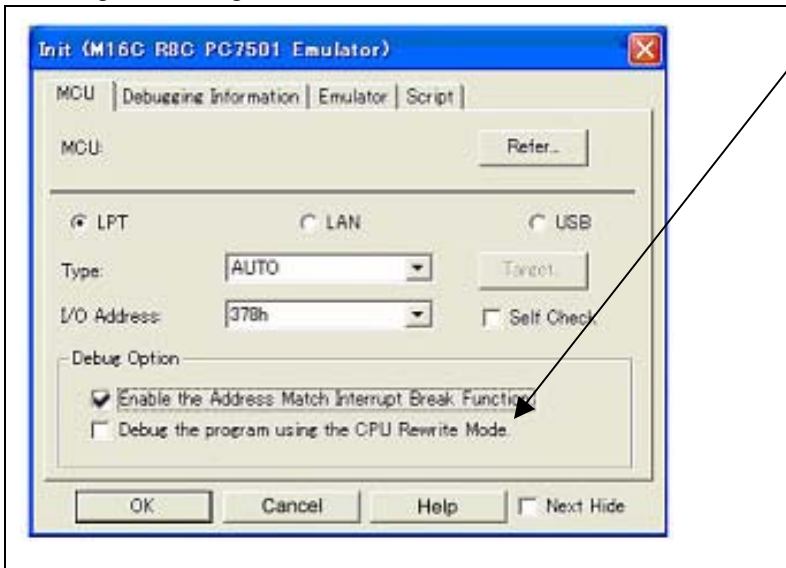 Init (M16C R8C PC7501 Emulator)
MCU Debugging Information Emulator Script
MCU: Refer...
LPT LAN USB
Type: AUTO Target...
I/O Address: 378h Self Check
Debug Option
Enable the Address Match Interrupt Break Function.
Debug the program using the CPU Rewrite Mode.
OK Cancel Help Next Hide